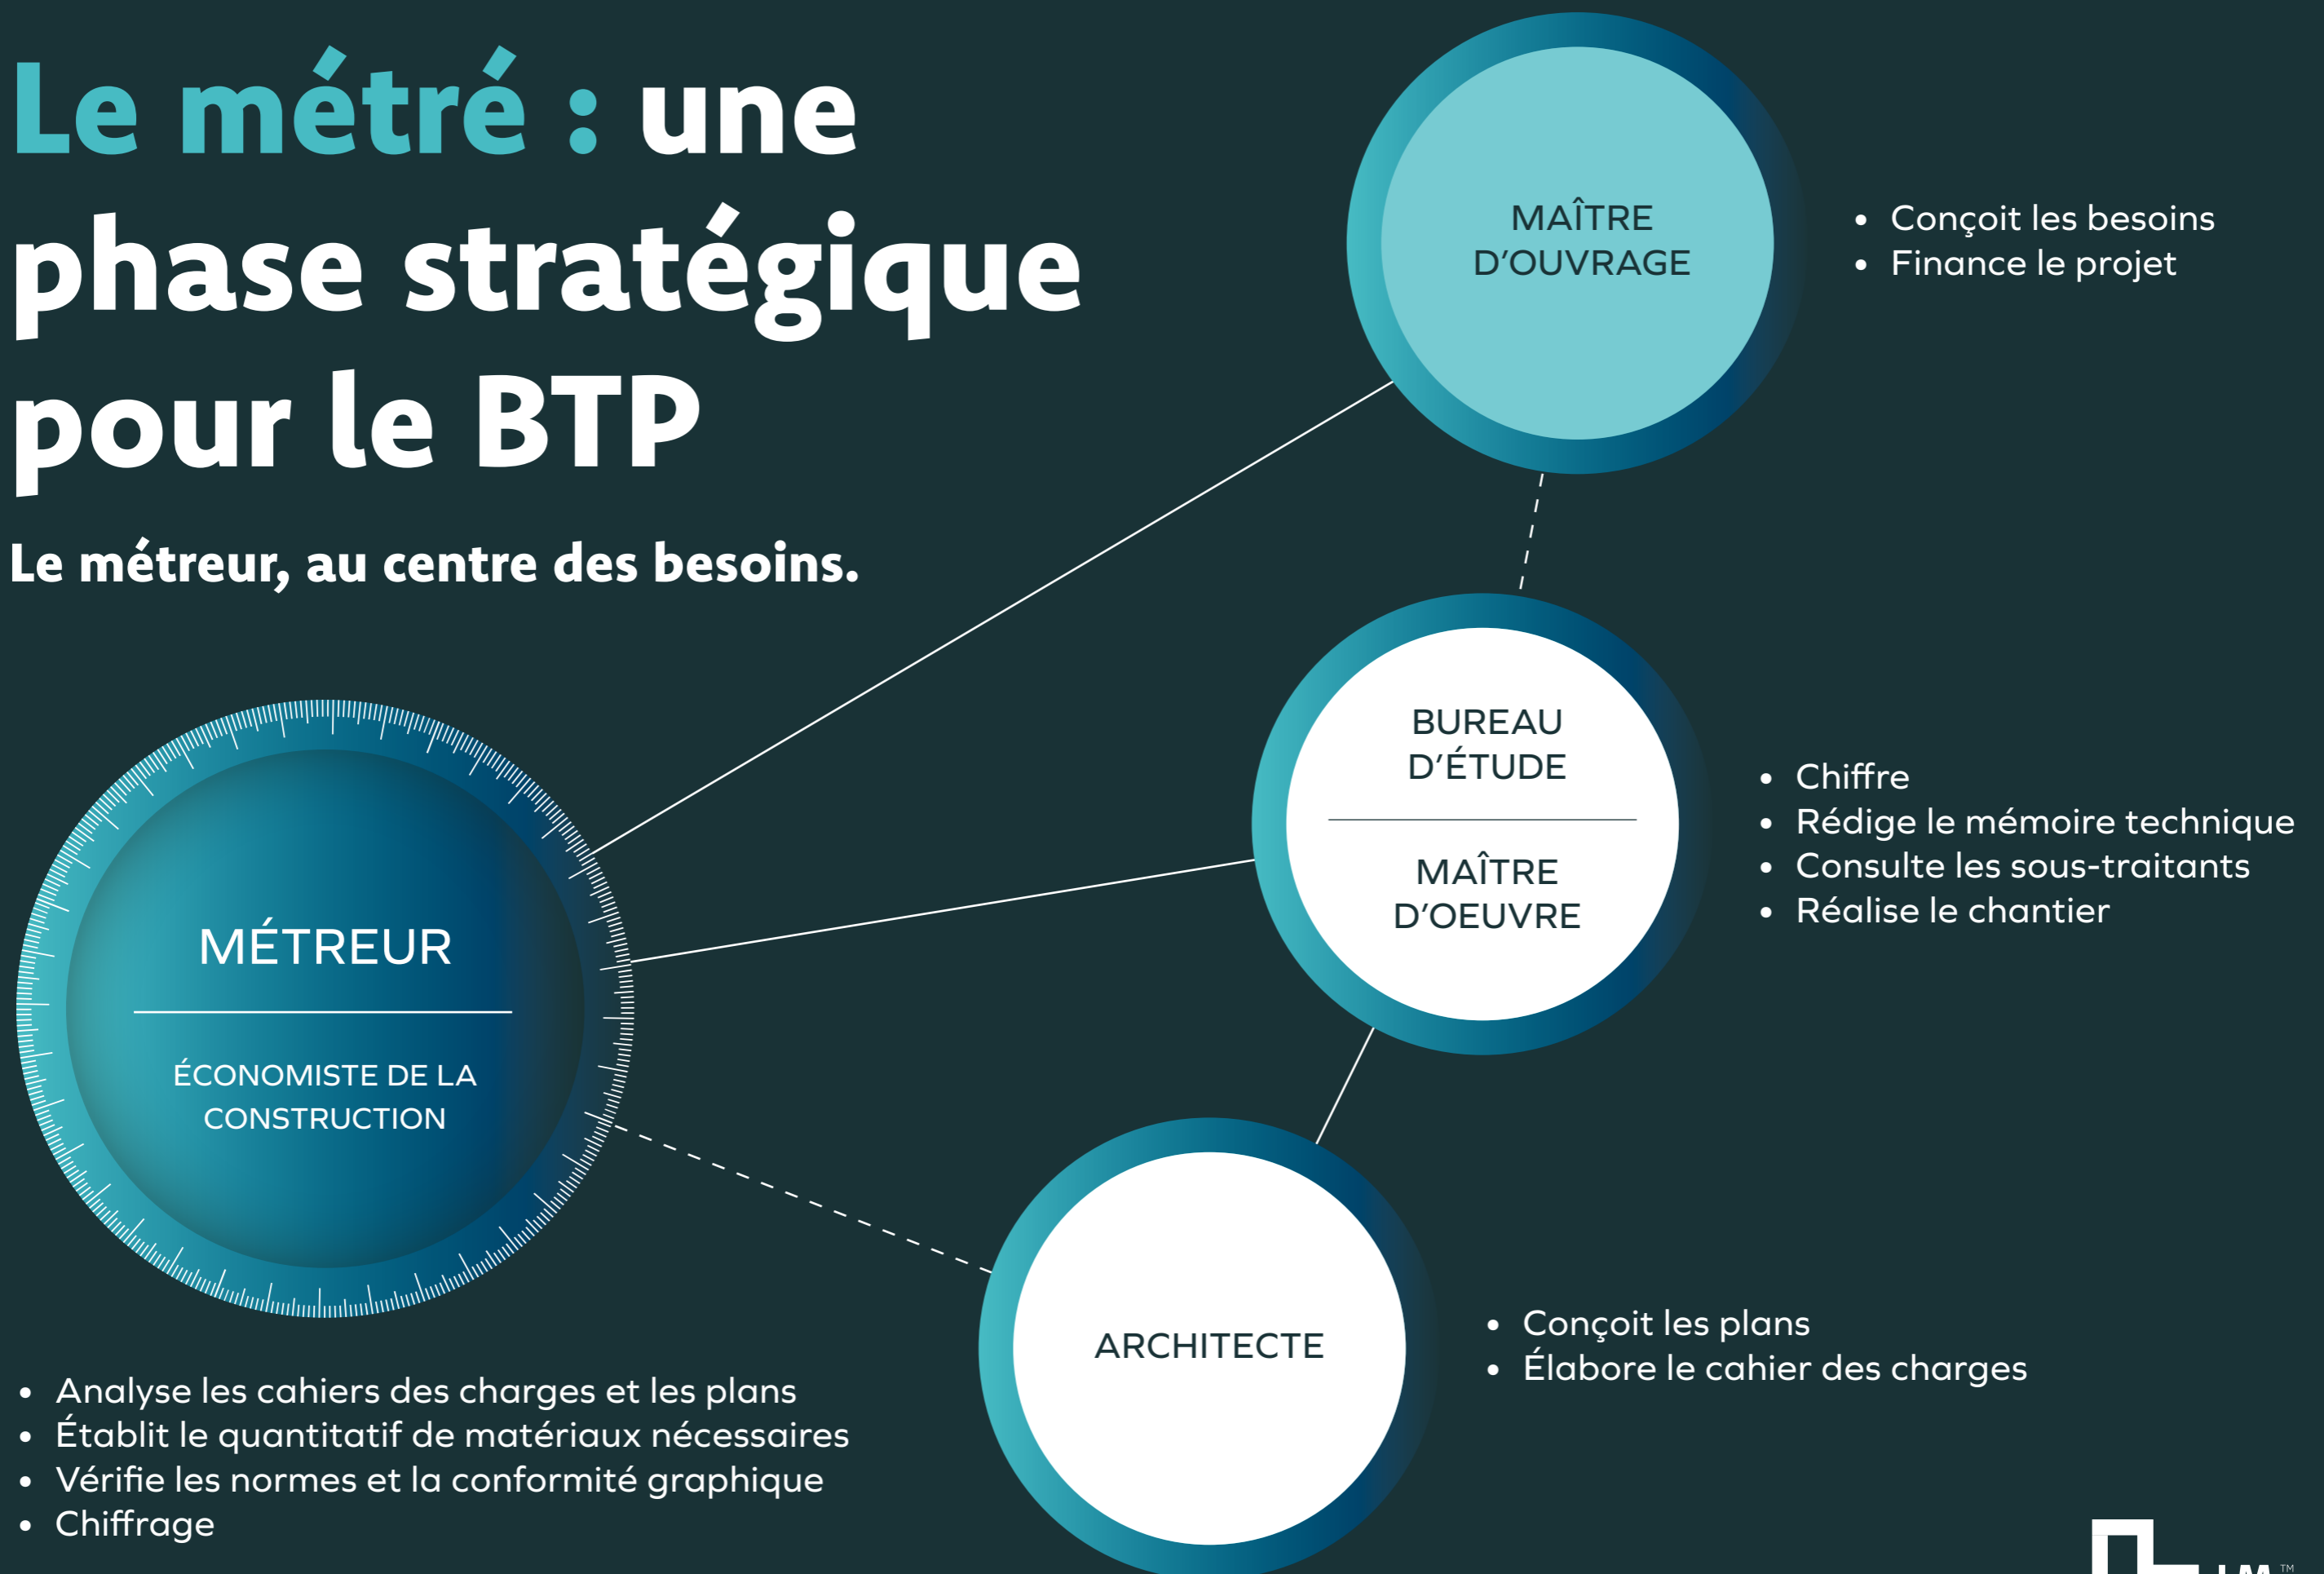 Le métré : une
phase stratégique
pour le BTP
Le métreur, au centre des besoins.
MAÎTRE
D'OUVRAGE
• Conçoit les besoins
• Finance le projet
BUREAU
D'ÉTUDE
MAÎTRE
D'OEUVRE
• Chiffre
• Rédige le mémoire technique
• Consulte les sous-traitants
• Réalise le chantier
MÉTREUR
ÉCONOMISTE DE LA
CONSTRUCTION
• Analyse les cahiers des charges et les plans
• Établit le quantitatif de matériaux nécessaires
• Vérifie les normes et la conformité graphique
• Chiffrage
ARCHITECTE
• Conçoit les plans
• Élabore le cahier des charges